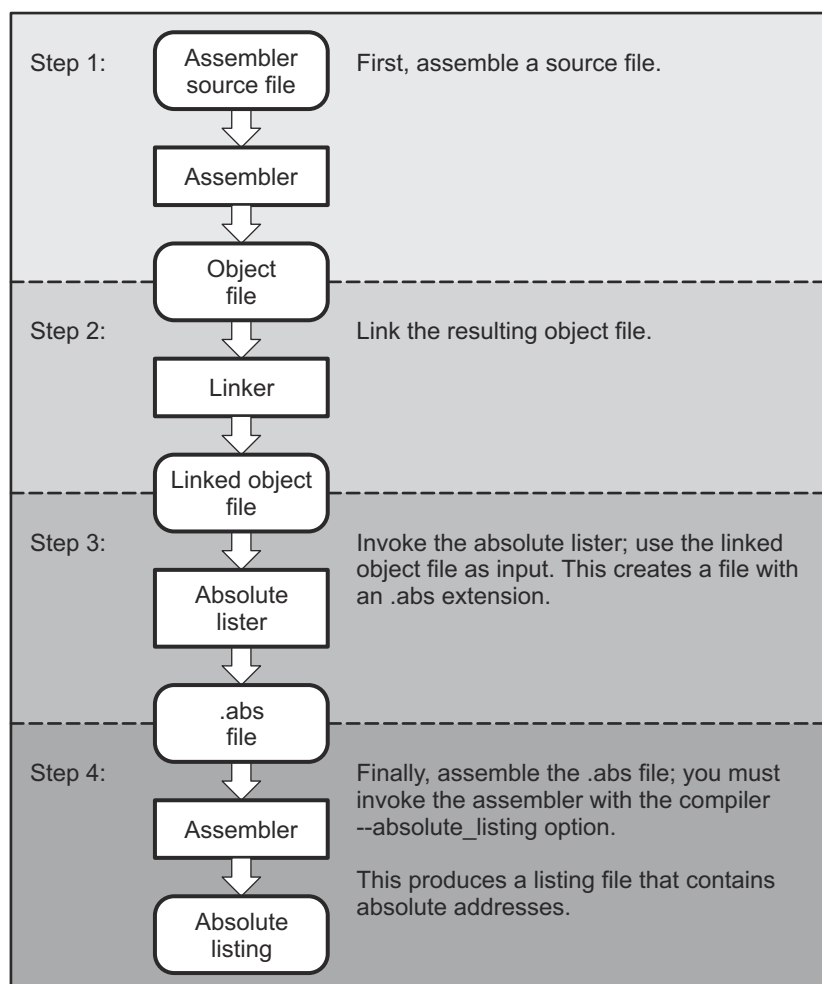 Step 1:
Assembler
source file
First, assemble a source file.
Assembler
Object
file
Step 2:
Link the resulting object file.
Linker
Linked object
file
Step 3:
Invoke the absolute lister; use the linked
object file as input. This creates a file with
an .abs extension.
Absolute
lister
.abs
file
Step 4:
Finally, assemble the .abs file; you must
invoke the assembler with the compiler
--absolute_listing option.
Assembler
This produces a listing file that contains
absolute addresses.
Absolute
listing